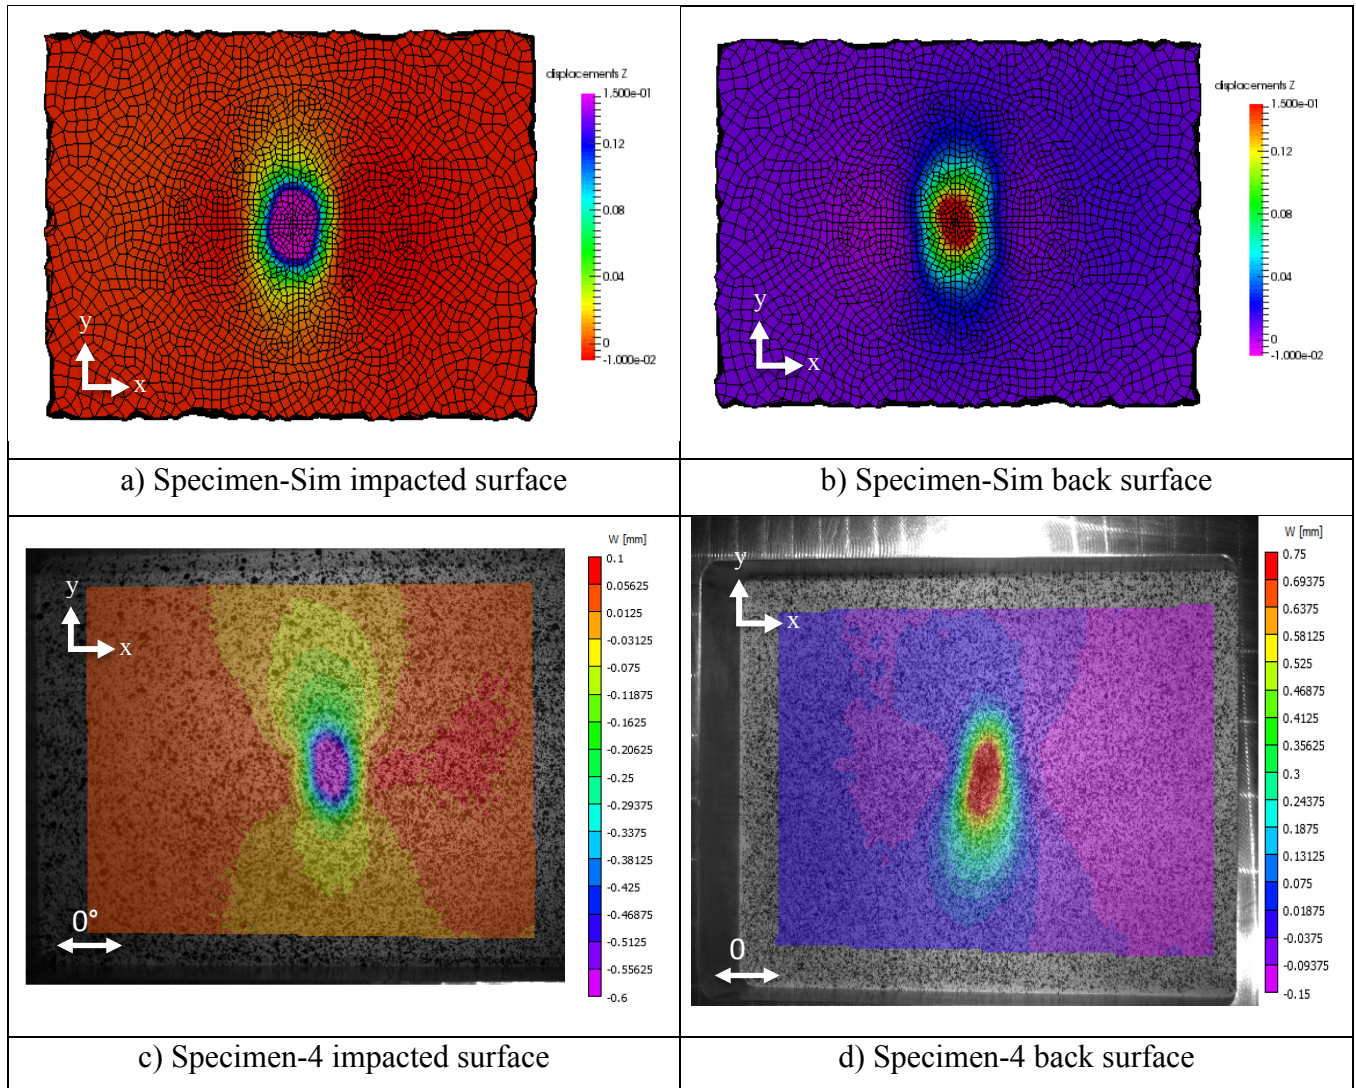 displacements Z
1.500e-01
0.12
0.08
0.04
0
-1.000e-02
y
x
displacements Z
1.500e-01
0.12
0.08
0.04
0
-1.000e-02
y
x
a) Specimen-Sim impacted surface
b) Specimen-Sim back surface
W [mm]
0.1
0.05625
0.0125
-0.03125
-0.075
-0.11875
-0.1625
-0.20625
-0.25
-0.29375
-0.3375
-0.38125
-0.425
-0.46875
-0.5125
-0.55625
-0.6
y
x
0°
W [mm]
0.75
0.69375
0.6375
0.58125
0.525
0.46875
0.4125
0.35625
0.3
0.24375
0.1875
0.13125
0.075
0.01875
-0.0375
-0.09375
-0.15
y
x
0
c) Specimen-4 impacted surface
d) Specimen-4 back surface